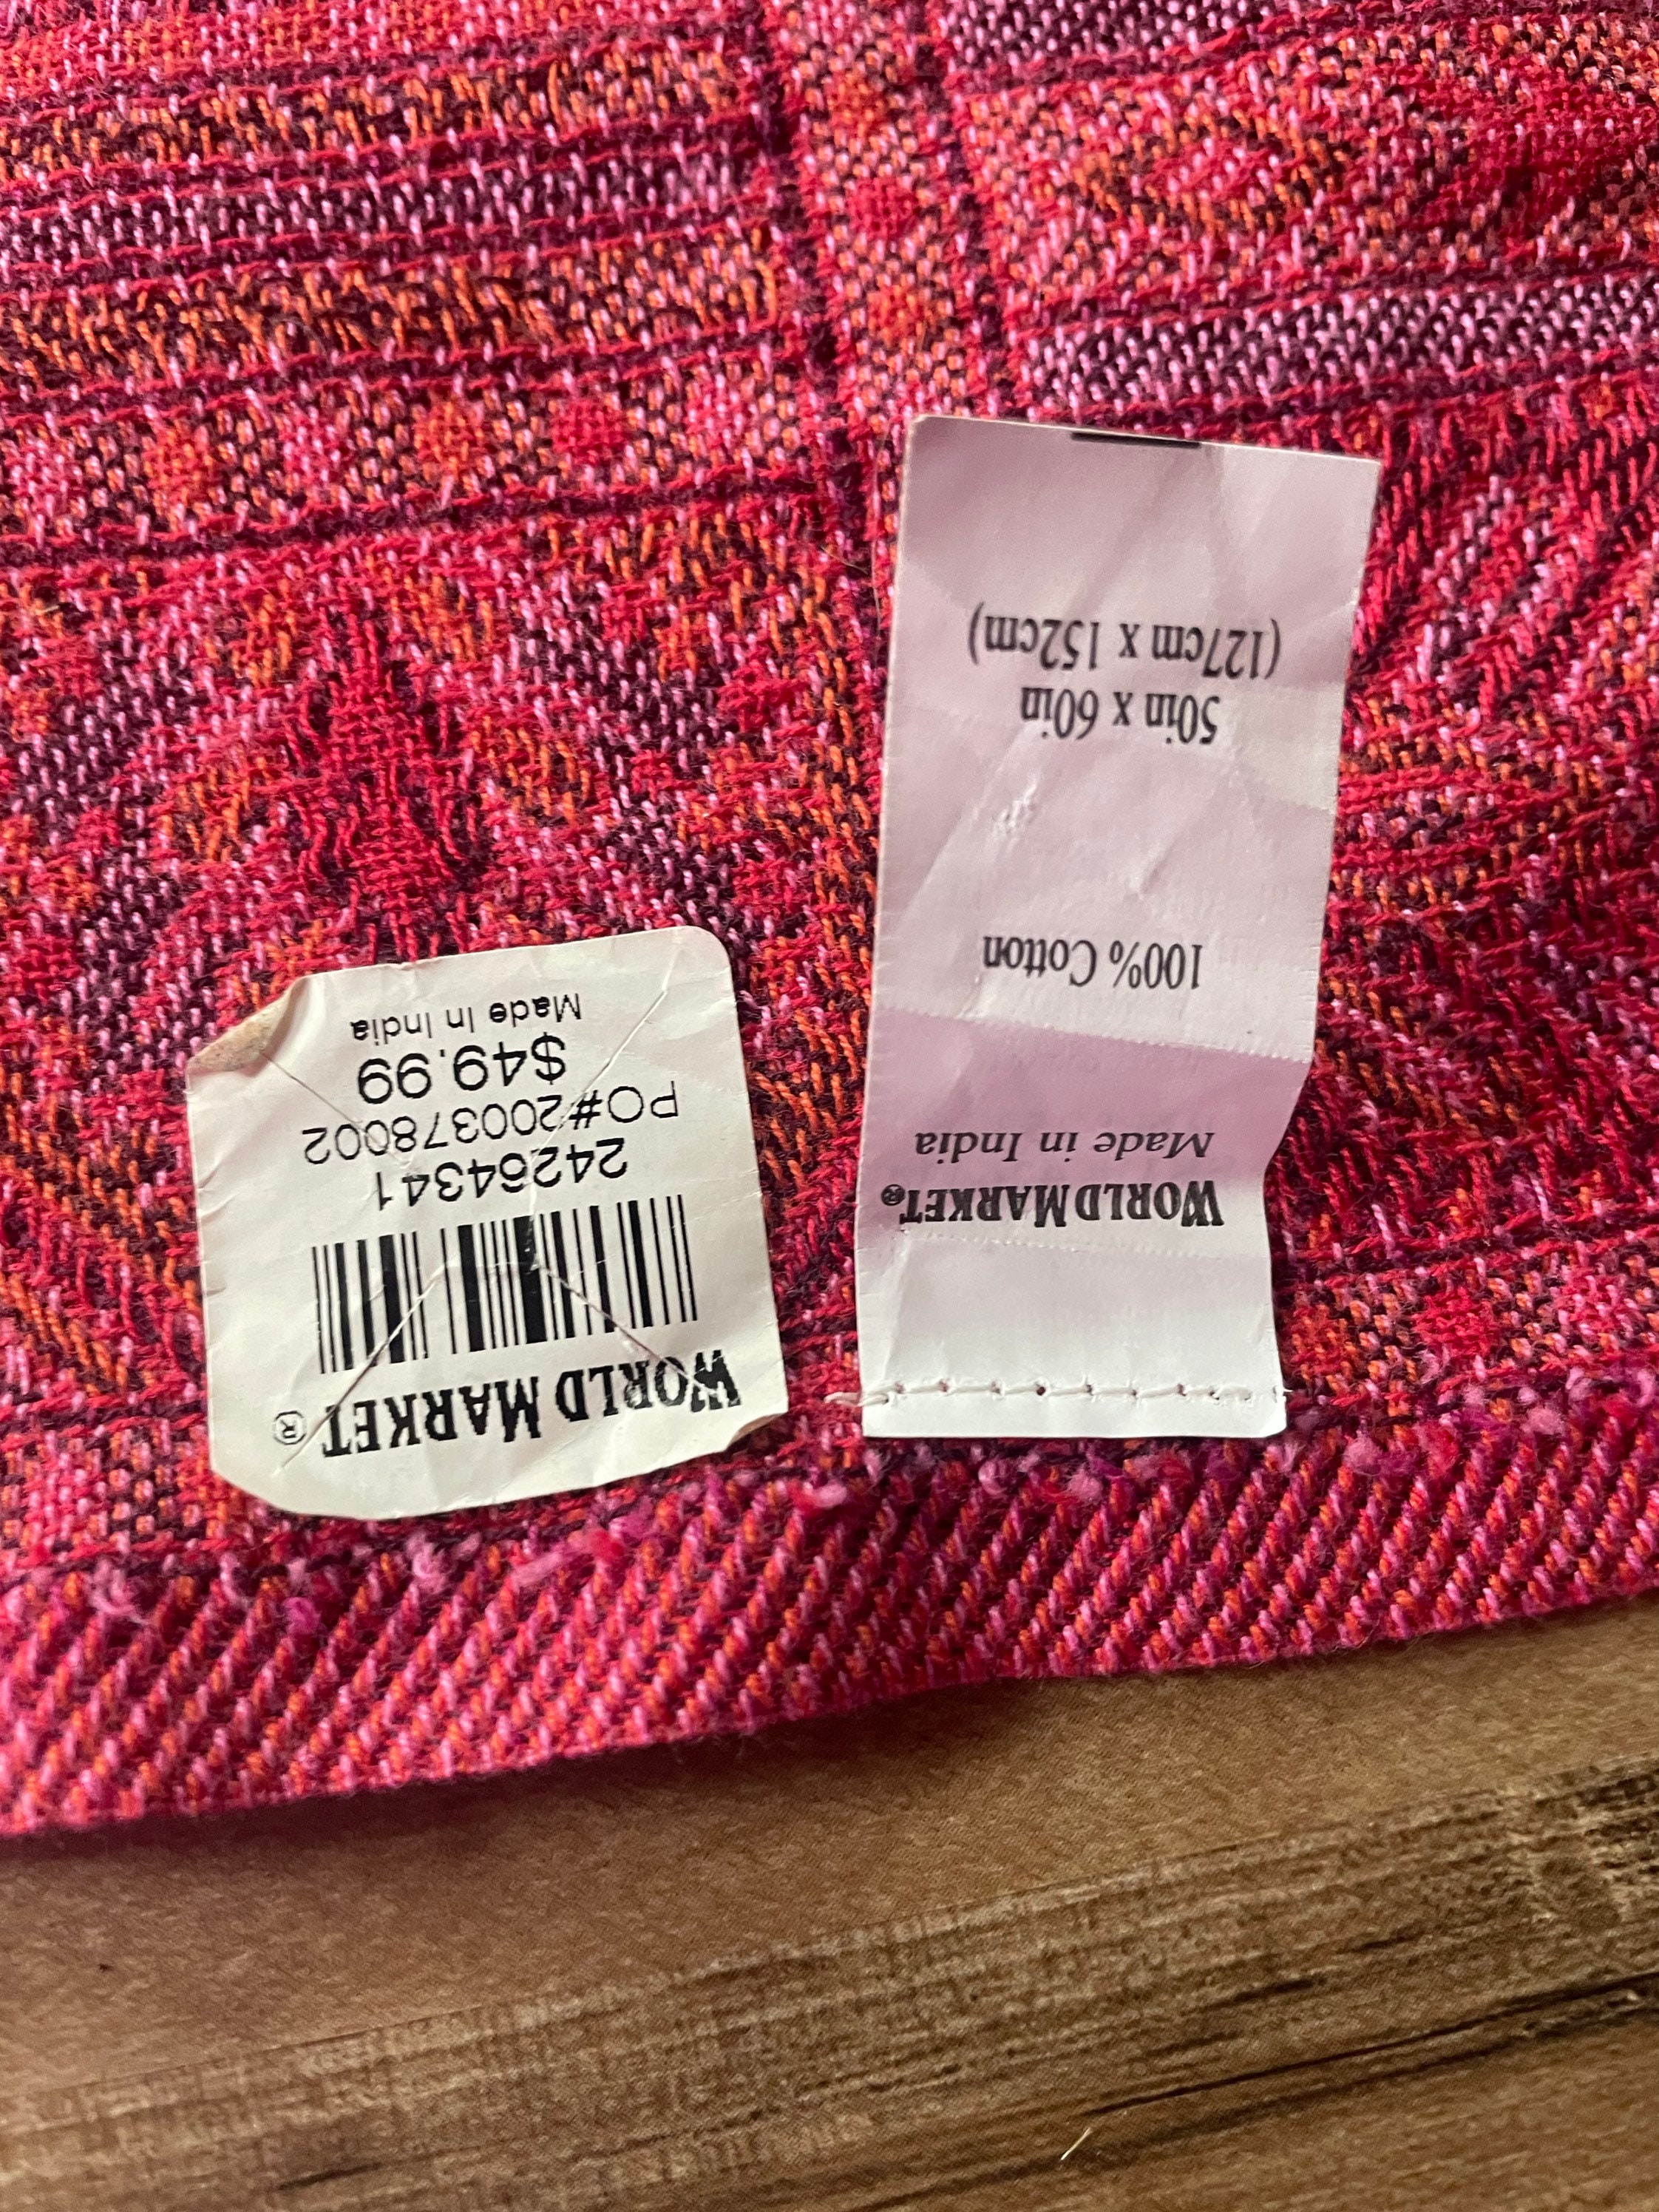 WORLD MARKET®
24264341
PO#200378002
$49.99
Made In India
WORLD MARKET®
Made in India
100% Cotton
50in x 60in
(127cm x 152cm)